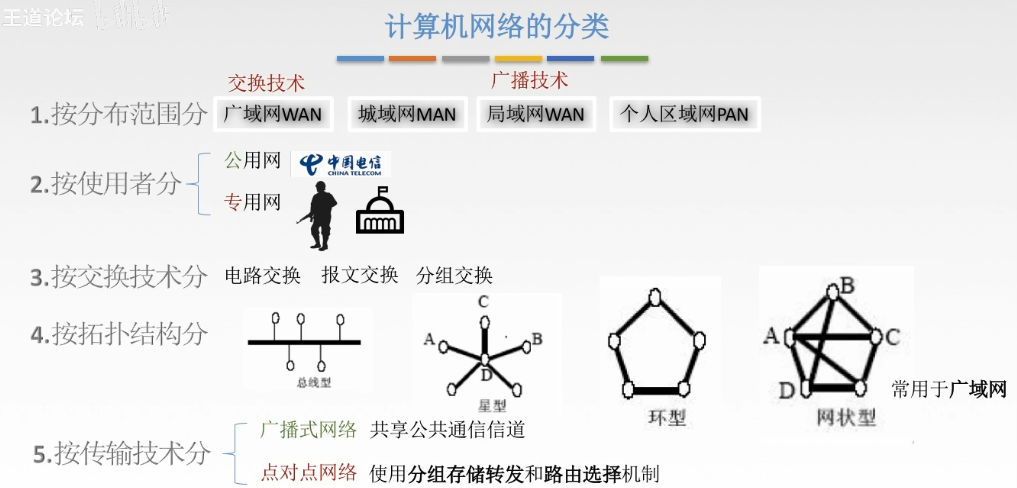 王道论坛
计算机网络的分类
交换技术 广播技术
1.按分布范围分 广域网WAN 城域网MAN 局域网WAN 个人区域网PAN
2.按使用者分
公用网 中国电信
CHINA TELECOM
专用网
3.按交换技术分 电路交换 报文交换 分组交换
4.按拓扑结构分
总线型
C
A B
D
星型
环型
B
A C
D
网状型
常用于广域网
5.按传输技术分
广播式网络 共享公共通信信道
点对点网络 使用分组存储转发和路由选择机制